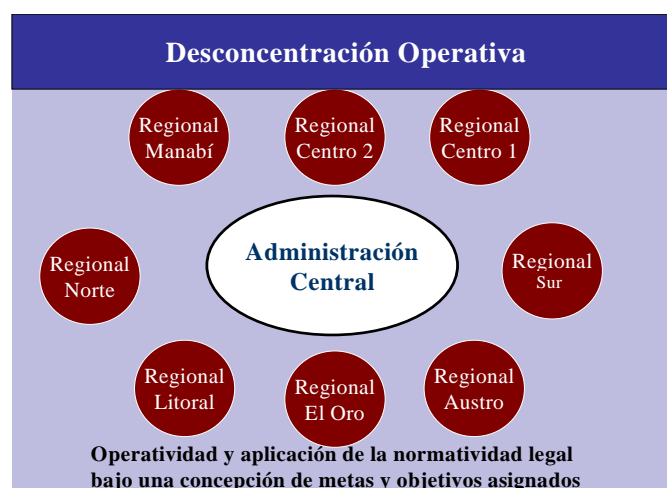 Desconcentración Operativa
Regional
Manabí
Regional
Centro 2
Regional
Centro 1
Regional
Norte
Administración
Central
Regional
Sur
Regional
Litoral
Regional
El Oro
Regional
Austro
Operatividad y aplicación de la normatividad legal
bajo una concepción de metas y objetivos asignados